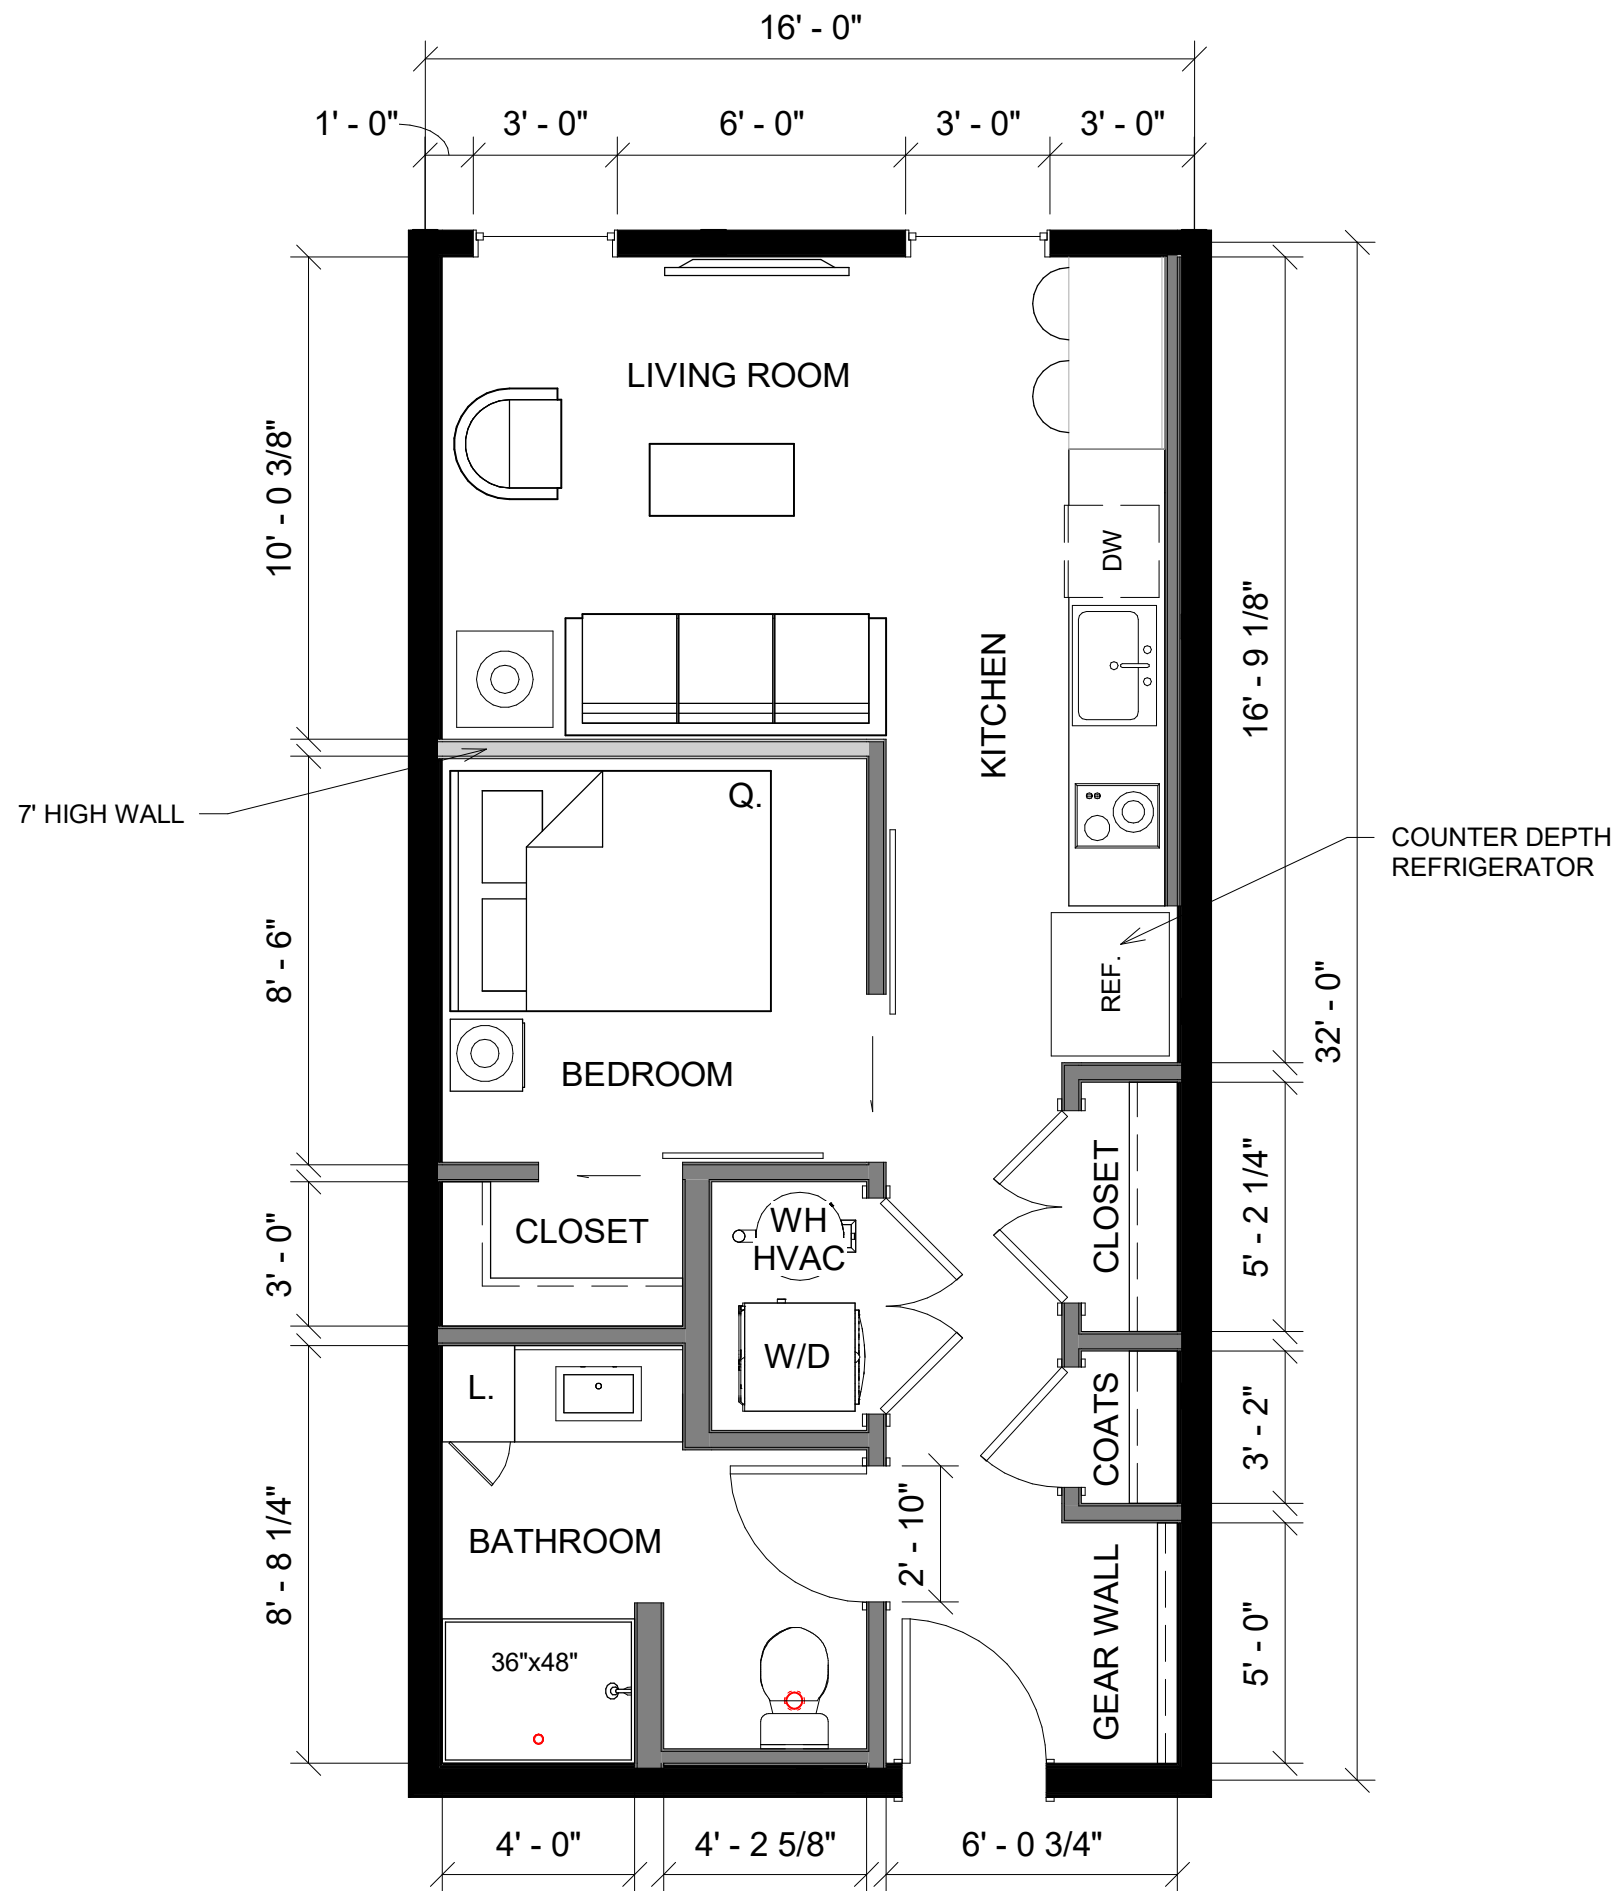 16' - 0"
1' - 0"
3' - 0"
6' - 0"
3' - 0"
3' - 0"
LIVING ROOM
10' - 0 3/8"
DW
16' - 9 1/8"
KITCHEN
7' HIGH WALL
Q.
COUNTER DEPTH
REFRIGERATOR
8' - 6"
REF.
32' - 0"
BEDROOM
CLOSET
5' - 2 1/4"
3' - 0"
CLOSET
WH
HVAC
W/D
L.
COATS
3' - 2"
8' - 8 1/4"
BATHROOM
2' - 10"
GEAR WALL
5' - 0"
36"x48"
4' - 0"
4' - 2 5/8"
6' - 0 3/4"